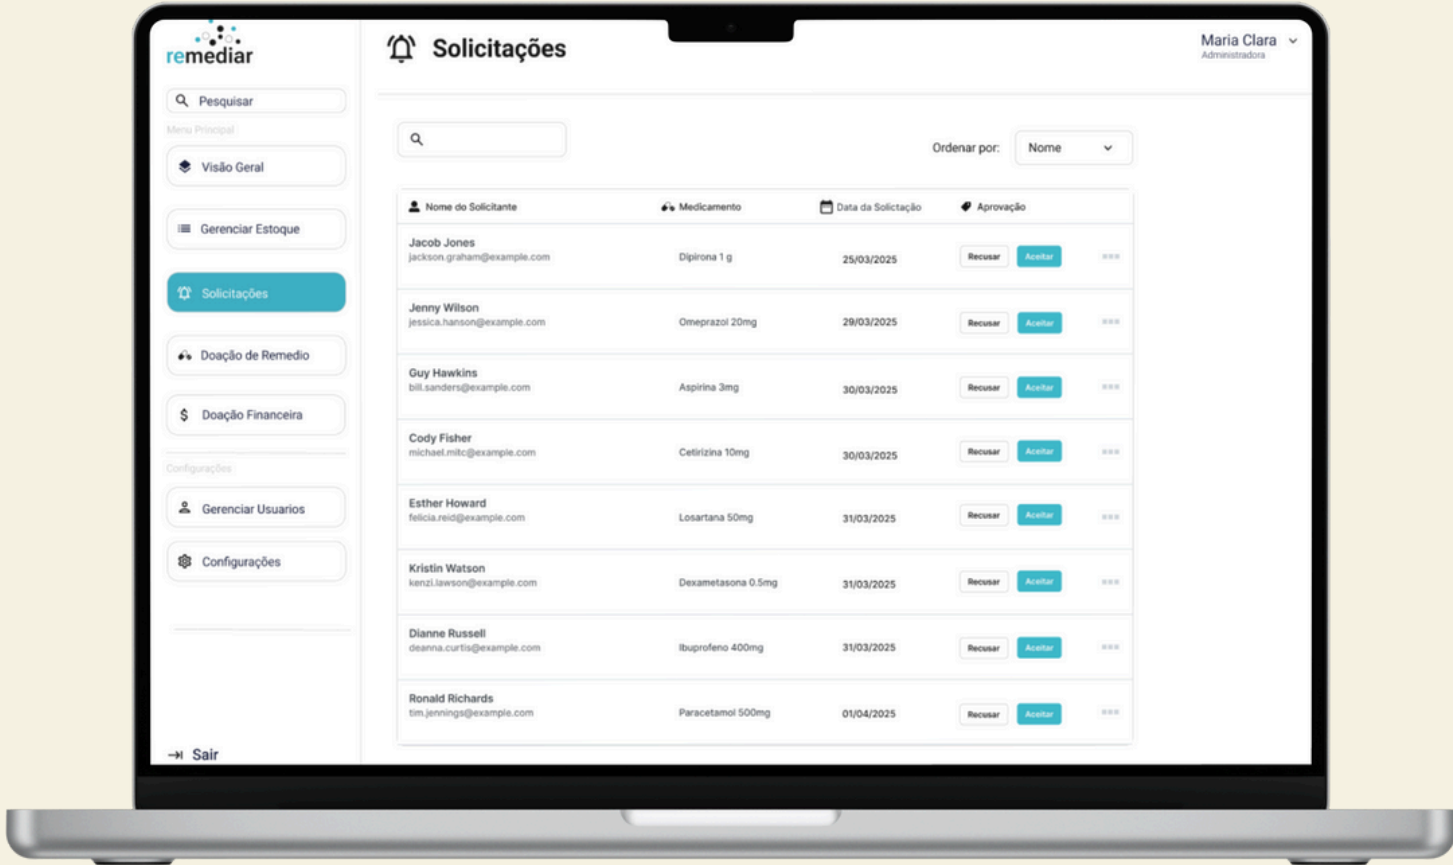 remediar
Solicitações
Maria Clara
Administradora
Pesquisar
Menu Principal
Visão Geral
Gerenciar Estoque
Solicitações
Doação de Remedio
Doação Financeira
Configurações
Gerenciar Usuarios
Configurações
Sair
Ordenar por: Nome
Nome do Solicitante Medicamento Data da Solictação Aprovação
Jacob Jones
jackson.graham@example.com Dipirona 1 g 25/03/2025 Recusar Aceitar
Jenny Wilson
jessica.hanson@example.com Omeprazol 20mg 29/03/2025 Recusar Aceitar
Guy Hawkins
bill.sanders@example.com Aspirina 3mg 30/03/2025 Recusar Aceitar
Cody Fisher
michael.mitc@example.com Cetirizina 10mg 30/03/2025 Recusar Aceitar
Esther Howard
felicia.reid@example.com Losartana 50mg 31/03/2025 Recusar Aceitar
Kristin Watson
kenzi.lawson@example.com Dexametasona 0.5mg 31/03/2025 Recusar Aceitar
Dianne Russell
deanna.curtis@example.com Ibuprofeno 400mg 31/03/2025 Recusar Aceitar
Ronald Richards
tim.jennings@example.com Paracetamol 500mg 01/04/2025 Recusar Aceitar